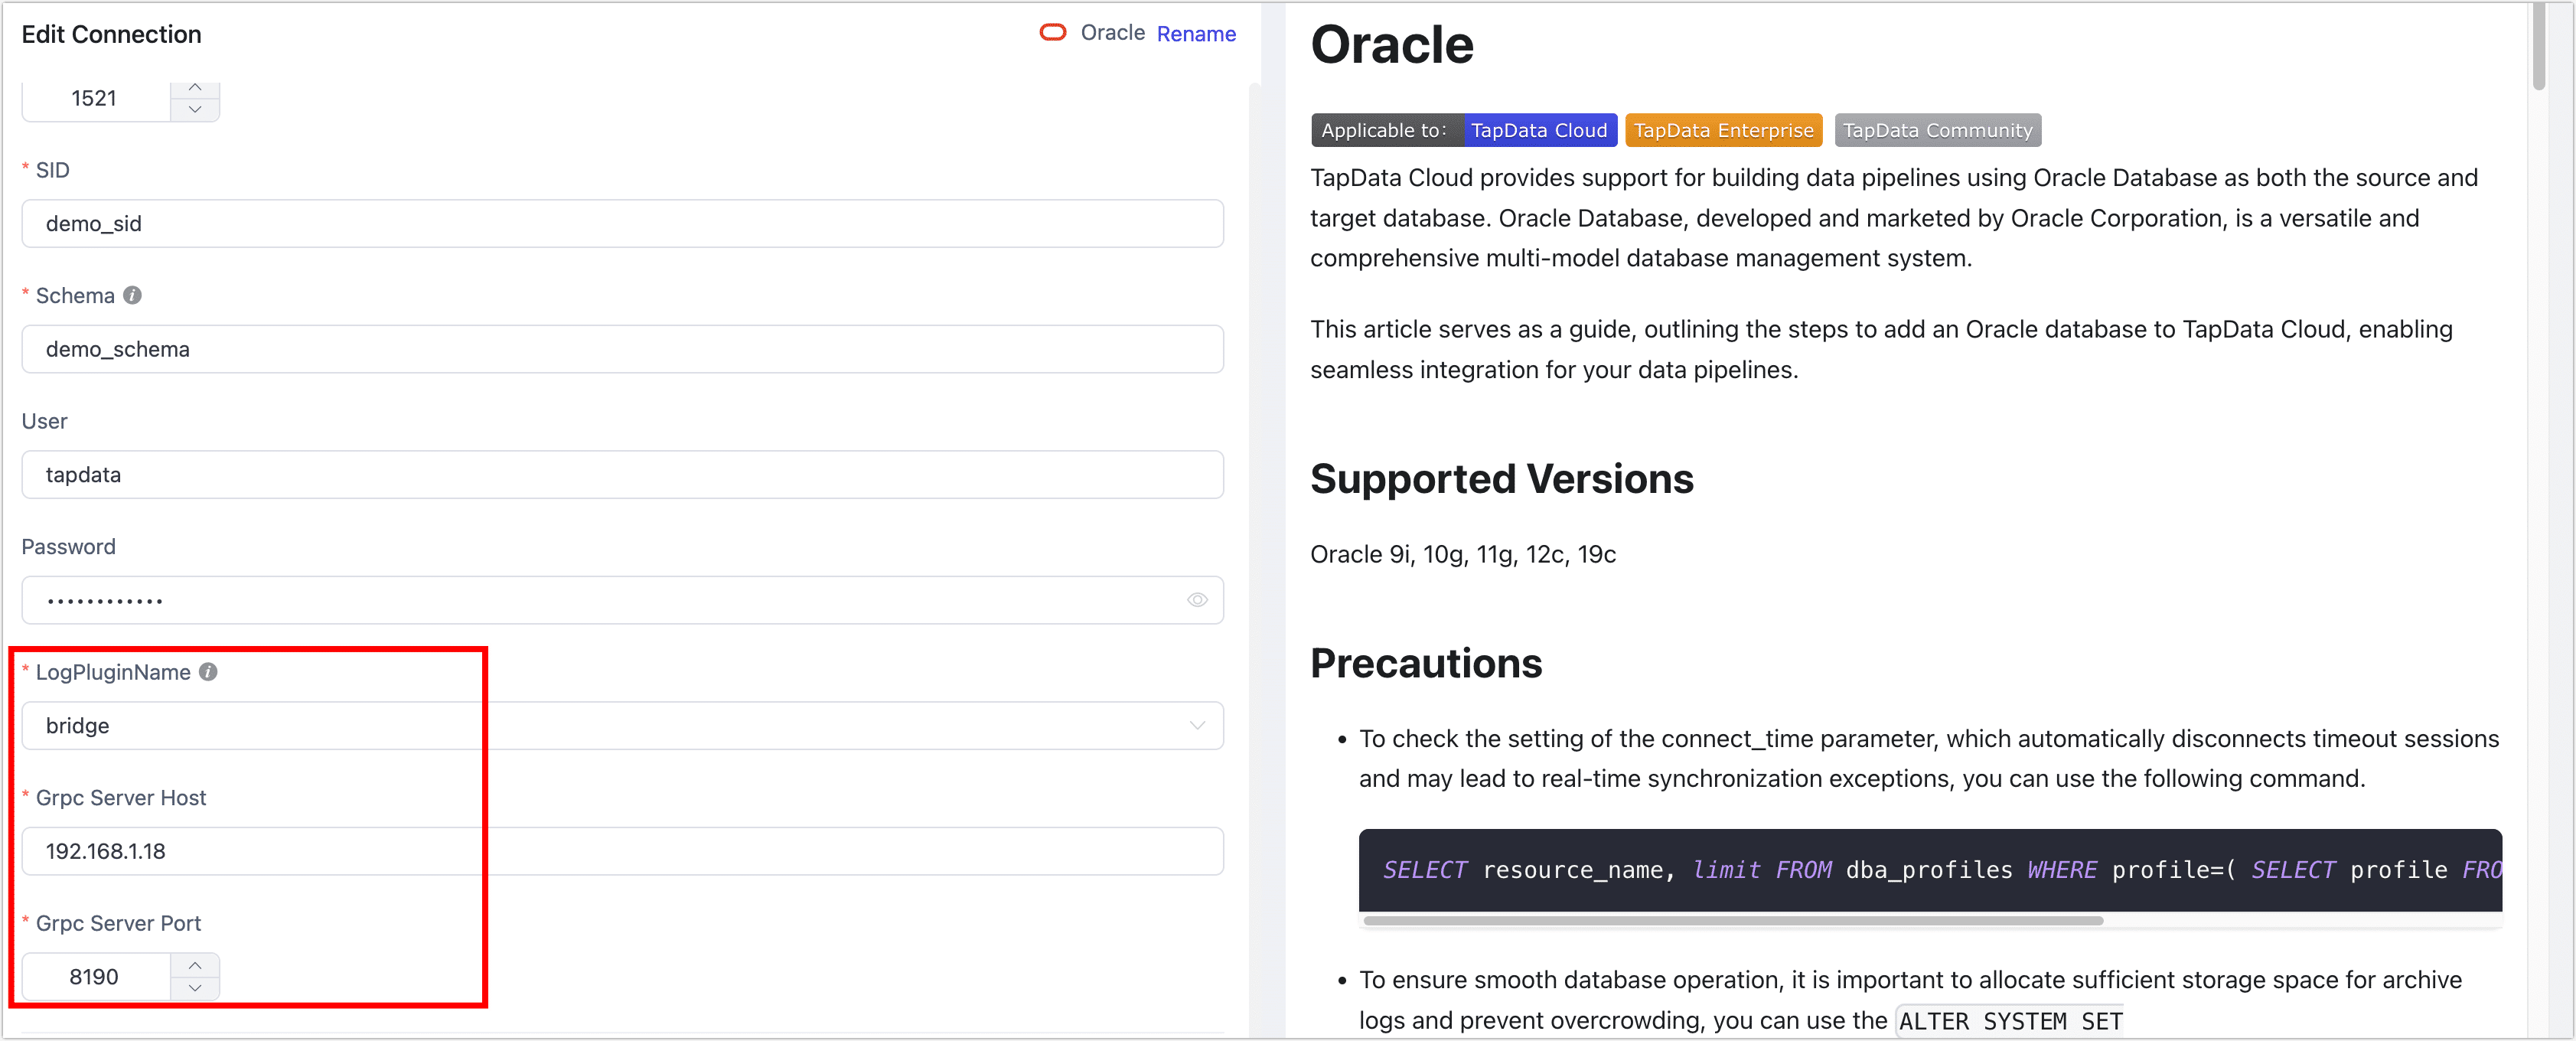 Edit Connection
Oracle Rename
1521
* SID
demo_sid
* Schema
demo_schema
User
tapdata
Password
••••••••••••
* LogPluginName
bridge
* Grpc Server Host
192.168.1.18
* Grpc Server Port
8190
Oracle
Applicable to: TapData Cloud TapData Enterprise TapData Community
TapData Cloud provides support for building data pipelines using Oracle Database as both the source and
target database. Oracle Database, developed and marketed by Oracle Corporation, is a versatile and
comprehensive multi-model database management system.
This article serves as a guide, outlining the steps to add an Oracle database to TapData Cloud, enabling
seamless integration for your data pipelines.
Supported Versions
Oracle 9i, 10g, 11g, 12c, 19c
Precautions
• To check the setting of the connect_time parameter, which automatically disconnects timeout sessions
and may lead to real-time synchronization exceptions, you can use the following command.
SELECT resource_name, limit FROM dba_profiles WHERE profile=( SELECT profile FRO
• To ensure smooth database operation, it is important to allocate sufficient storage space for archive
logs and prevent overcrowding, you can use the ALTER SYSTEM SET